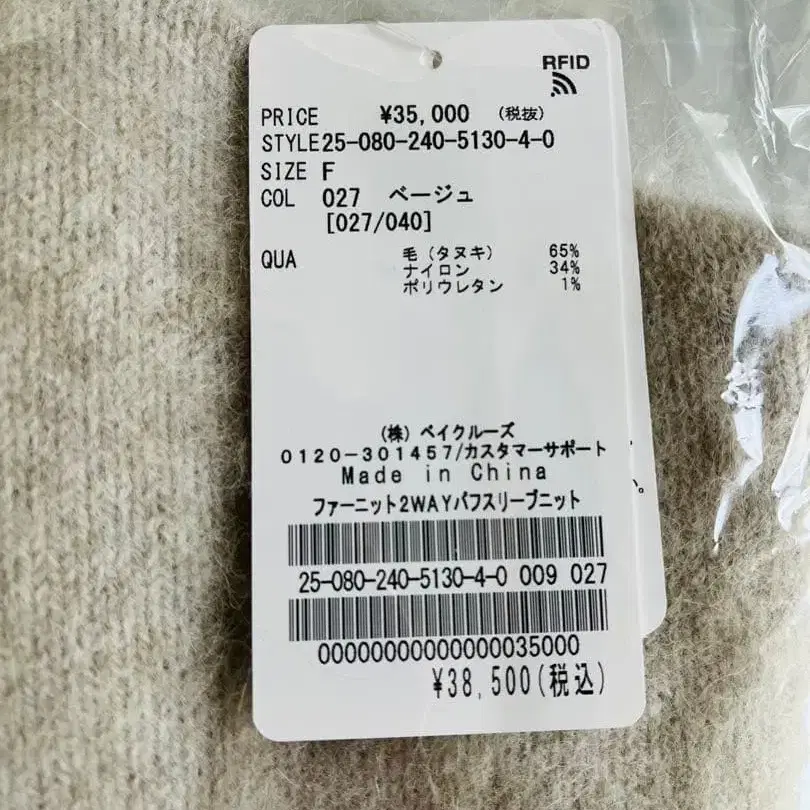 RFID
PRICE ¥35,000 (税抜)
STYLE25-080-240-5130-4-0
SIZE F
COL 027 ベージュ
[027/040]
QUA 毛(タヌキ) 65%
ナイロン 34%
ポリウレタン 1%
(株)ベイクルーズ
0120-301457/カスタマーサポート
Made in China
ファーニット2WAYパフスリーブニット
25-080-240-5130-4-0 009 027
00000000000000035000
¥38,500(税込)